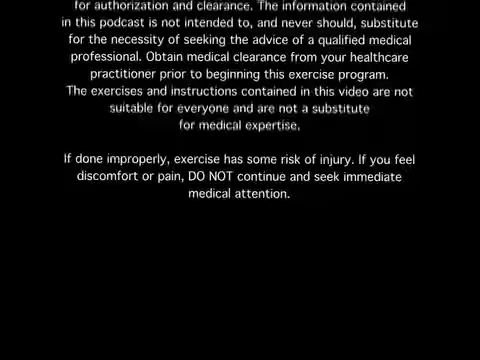 for authorization and clearance. The information contained
in this podcast is not intended to, and never should, substitute
for the necessity of seeking the advice of a qualified medical
professional. Obtain medical clearance from your healthcare
practitioner prior to beginning this exercise program.
The exercises and instructions contained in this video are not
suitable for everyone and are not a substitute
for medical expertise.
If done improperly, exercise has some risk of injury. If you feel
discomfort or pain, DO NOT continue and seek immediate
medical attention.